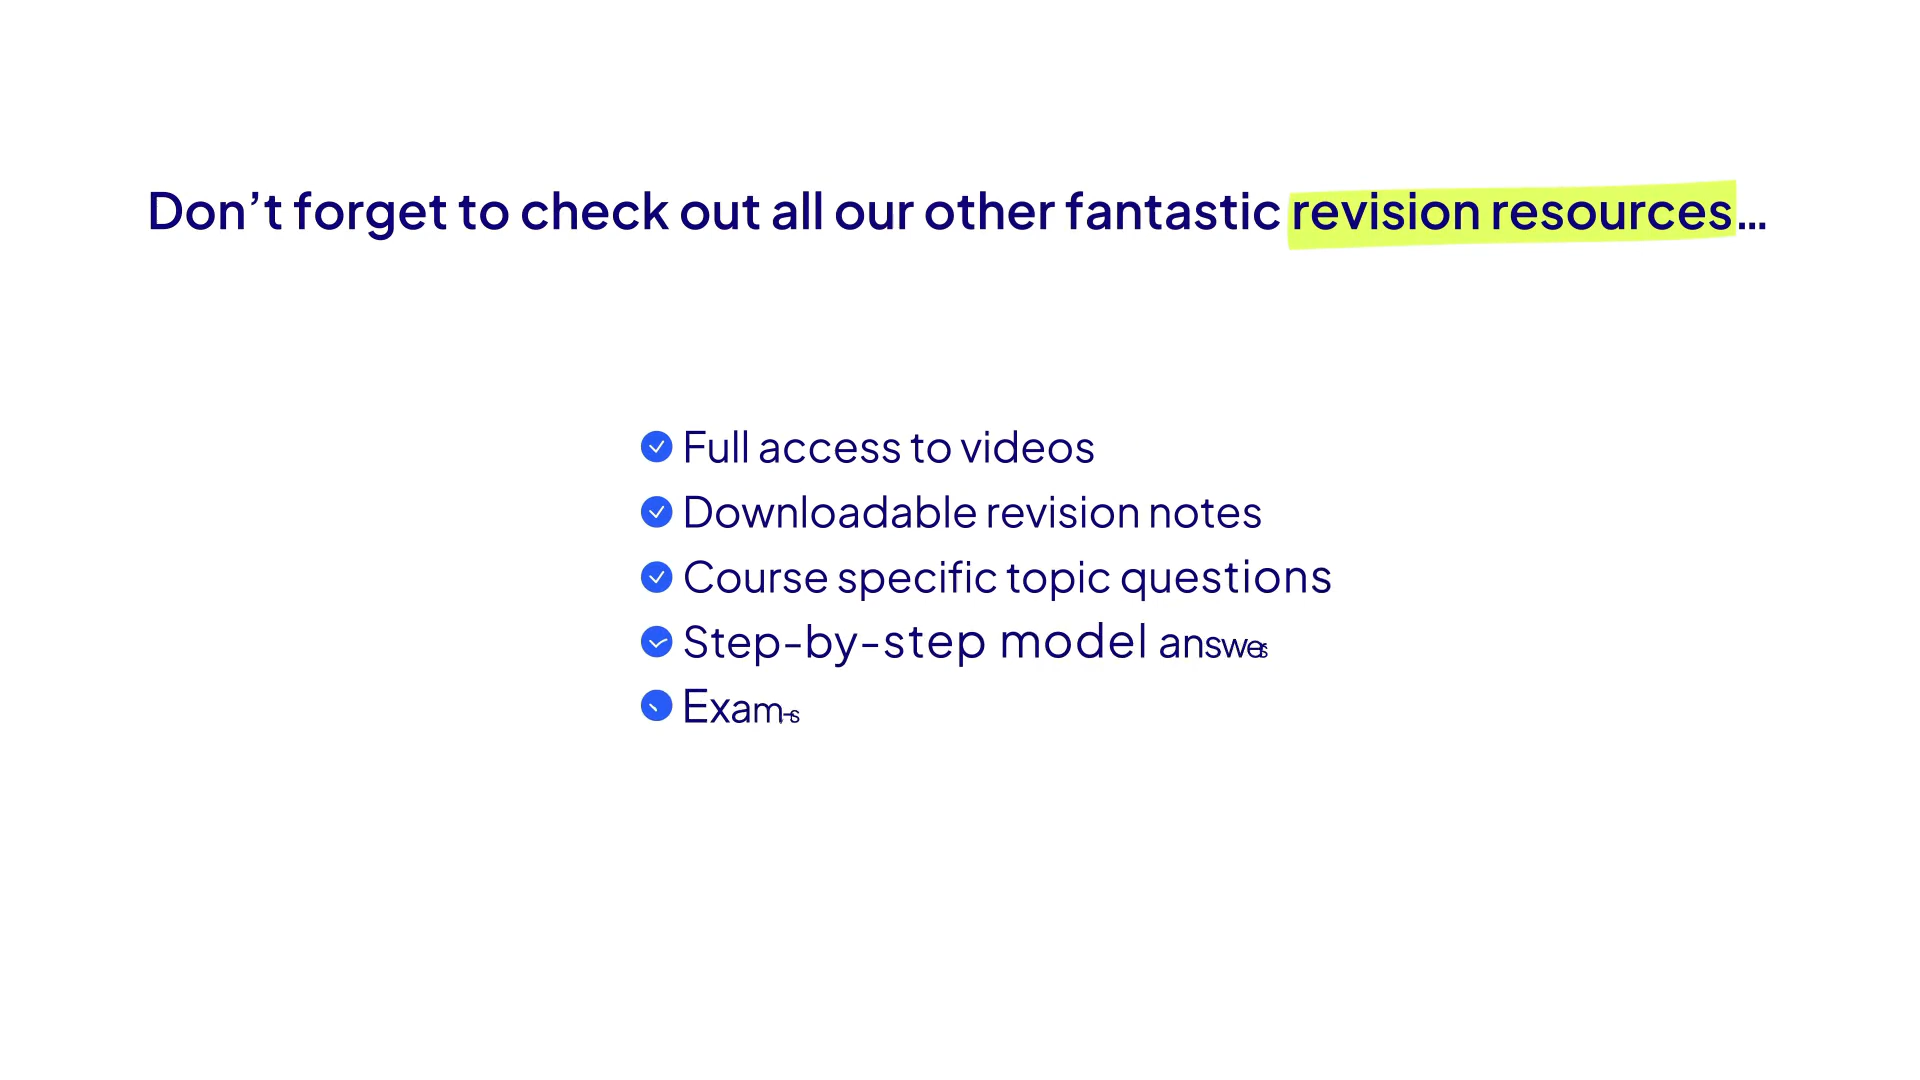 Don’t forget to check out all our other fantastic revision resources...
Full access to videos
Downloadable revision notes
Course specific topic questions
Step-by-step model
Exam